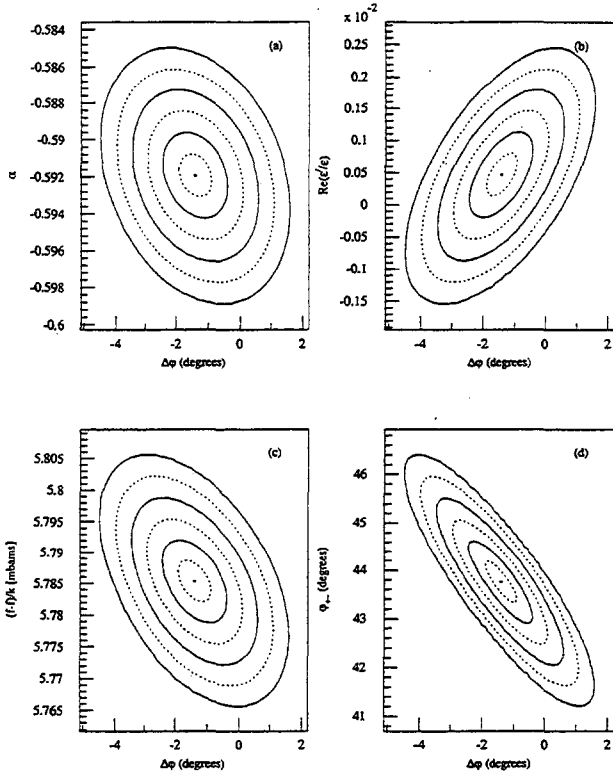 x 10 -2
(a)
-0.584
-0.586
-0.588
-0.59
-0.592
-0.594
-0.596
-0.598
-0.6
α
-4 -2 0 2
Δφ (degrees)
(b)
0.25
0.2
0.15
0.1
0.05
0
-0.05
-0.1
-0.15
Re(ε'/ε)
-4 -2 0 2
Δφ (degrees)
(c)
5.805
5.8
5.795
5.79
5.785
5.78
5.775
5.77
5.765
(f-f)/k (mbarns)
-4 -2 0 2
Δφ (degrees)
(d)
46
45
44
43
42
41
φ+- (degrees)
-4 -2 0 2
Δφ (degrees)